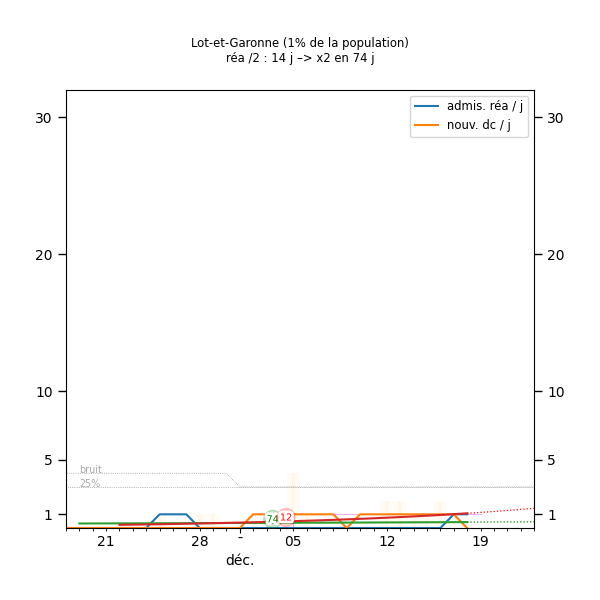 Lot-et-Garonne (1% de la population)
réa /2 : 14 j –> x2 en 74 j
admis. réa / j
nouv. dc / j
30 30
20 20
10 10
5 5
bruit
25%
74 12
1 1
21 28 - 05 12 19
déc.